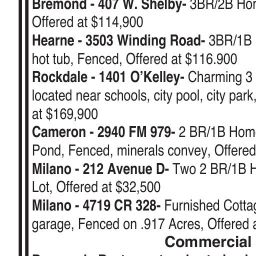 Bremond - 407 W. Shelby- 3BR/2B
Offered at $114,900
Hearne - 3503 Winding Road- 3BR/1B
hot tub, Fenced, Offered at $116.900
Rockdale - 1401 O'Kelley- Charming 3
located near schools, city pool, city park,
at $169,900
Cameron - 2940 FM 979- 2 BR/1B Hom
Pond, Fenced, minerals convey, Offered
Milano - 212 Avenue D- Two 2 BR/1B
Lot, Offered at $32,500
Milano - 4719 CR 328- Furnished Cotta
garage, Fenced on .917 Acres, Offered
Commercial